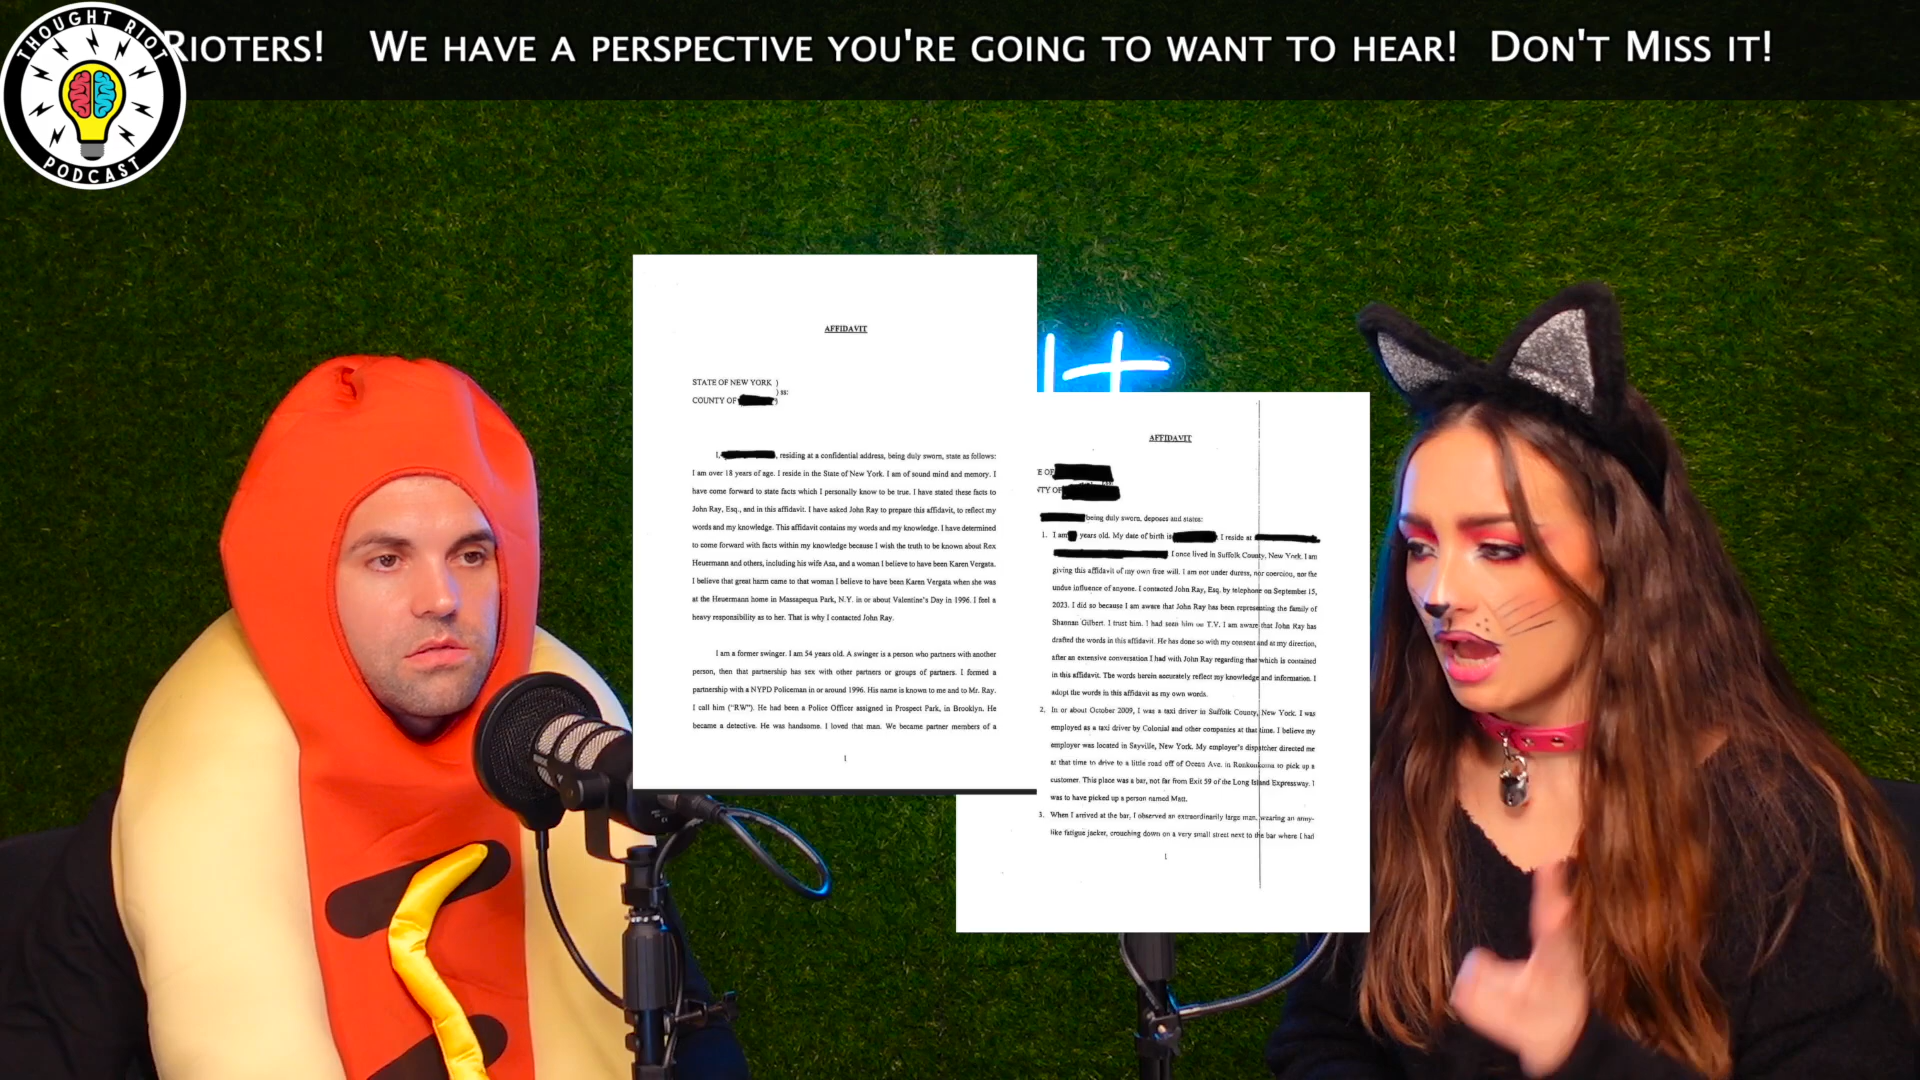 THOUGHT RIOT
PODCAST
RIOTERS! WE HAVE A PERSPECTIVE YOU'RE GOING TO WANT TO HEAR! DON'T MISS IT!
AFFIDAVIT
STATE OF NEW YORK )
) ss:
COUNTY OF
I, , residing at a confidential address, being duly sworn, state as follows:
I am over 18 years of age. I reside in the State of New York. I am of sound mind and memory. I
have come forward to state facts which I personally know to be true. I have stated these facts to
John Ray, Esq., and in this affidavit. I have asked John Ray to prepare this affidavit, to reflect my
words and my knowledge. This affidavit contains my words and my knowledge. I have determined
to come forward with facts within my knowledge because I wish the truth to be known about Rex
Heuermann and others, including his wife Asa, and a woman I believe to have been Karen Vergata.
I believe that great harm came to that woman I believe to have been Karen Vergata when she was
at the Heuermann home in Massapequa Park, N.Y. in or about Valentine's Day in 1996. I feel a
heavy responsibility as to her. That is why I contacted John Ray.
I am a former swinger. I am 54 years old. A swinger is a person who partners with another
person, then that partnership has sex with other partners or groups of partners. I formed a
partnership with a NYPD Policeman in or around 1996. His name is known to me and to Mr. Ray.
I call him ("RW"). He had been a Police Officer assigned in Prospect Park, in Brooklyn. He
became a detective. He was handsome. I loved that man. We became partner members of a
1
AFFIDAVIT
E OF
TY OF
being duly sworn, deposes and states:
1. I am years old. My date of birth is I reside at
I once lived in Suffolk County, New York. I am
giving this affidavit of my own free will. I am not under duress, nor coercion, nor the
undue influence of anyone. I contacted John Ray, Esq. by telephone on September 15,
2023. I did so because I am aware that John Ray has been representing the family of
Shannan Gilbert. I trust him. I had seen him on T.V. I am aware that John Ray has
drafted the words in this affidavit. He has done so with my consent and at my direction,
after an extensive conversation I had with John Ray regarding that which is contained
in this affidavit. The words herein accurately reflect my knowledge and information. I
adopt the words in this affidavit as my own words.
2. In or about October 2009, I was a taxi driver in Suffolk County, New York. I was
employed as a taxi driver by Colonial and other companies at that time. I believe my
employer was located in Sayville, New York. My employer's dispatcher directed me
at that time to drive to a little road off of Ocean Ave. in Ronkonkoma to pick up a
customer. This place was a bar, not far from Exit 59 of the Long Island Expressway. I
was to have picked up a person named Matt.
3. When I arrived at the bar, I observed an extraordinarily large man, wearing an army-
like fatigue jacket, crouching down on a very small street next to the bar where I had
1